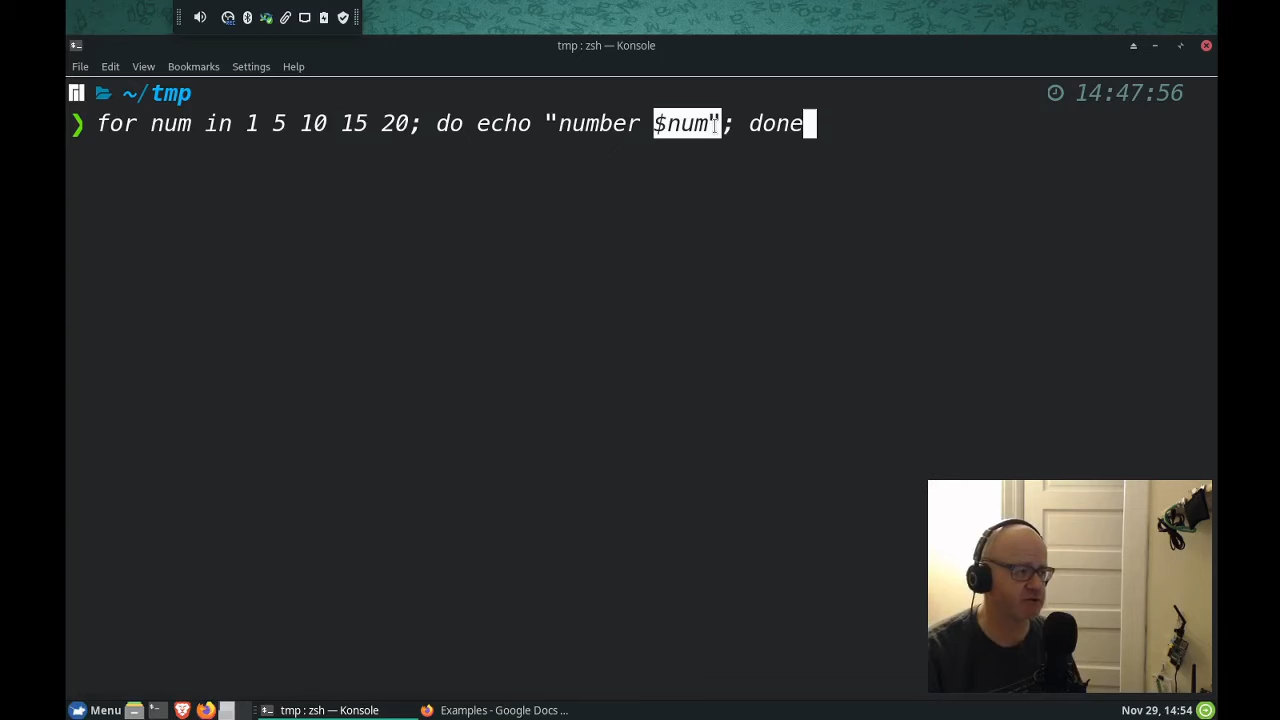 tmp : zsh — Konsole
File Edit View Bookmarks Settings Help
~/tmp 14:47:56
❯ for num in 1 5 10 15 20; do echo "number $num"; done
Menu tmp : zsh — Konsole Examples - Google Docs ... Nov 29, 14:54